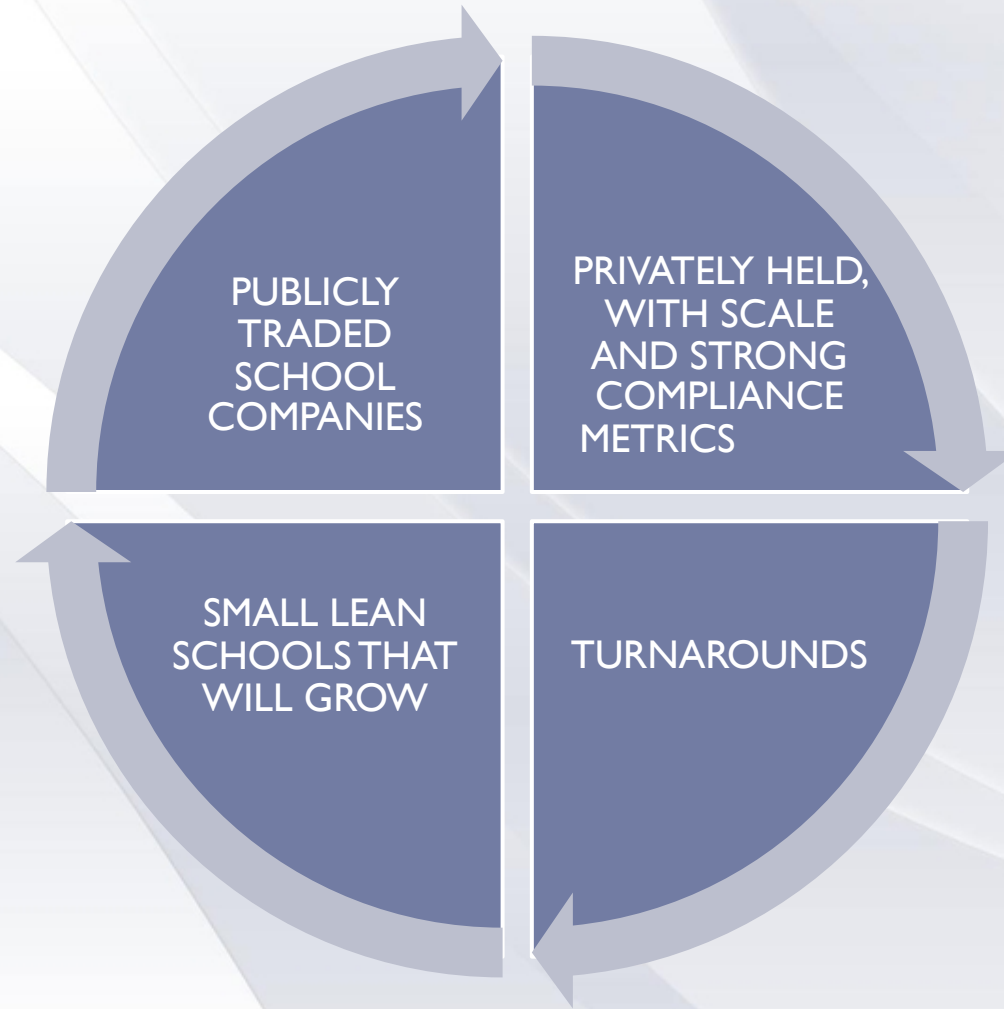 PUBLICLY
TRADED
SCHOOL
COMPANIES
PRIVATELY HELD,
WITH SCALE
AND STRONG
COMPLIANCE
METRICS
SMALL LEAN
SCHOOLS THAT
WILL GROW
TURNAROUNDS